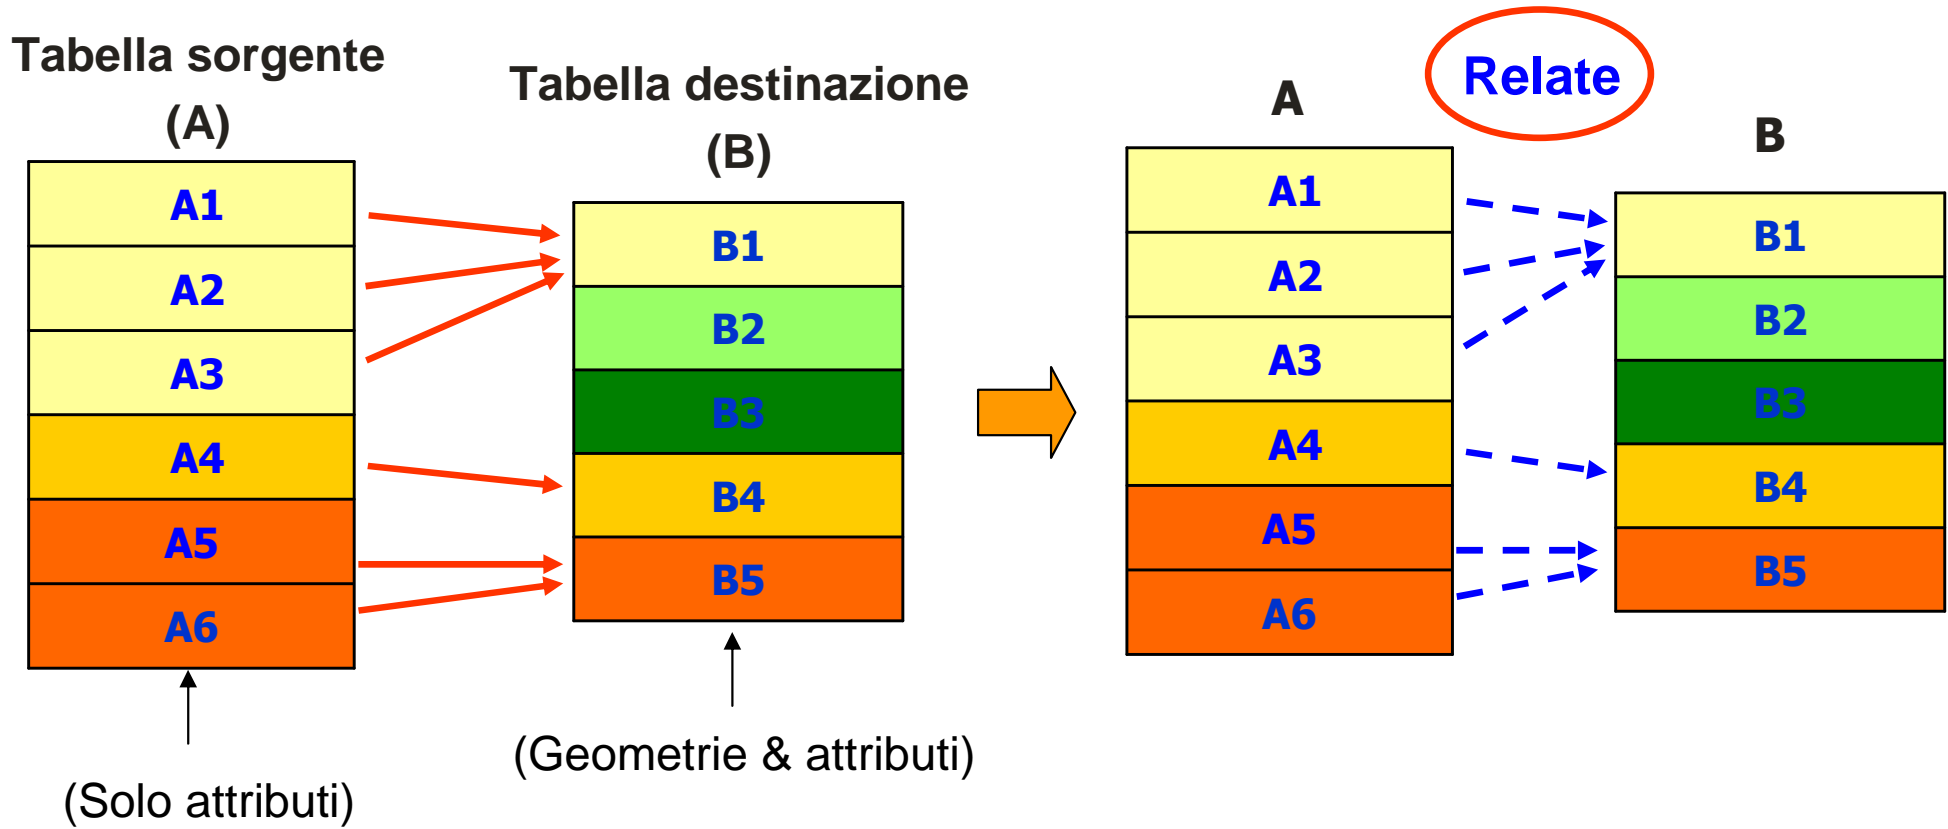 Tabella sorgente
(A)
A1
A2
A3
A4
A5
A6
(Solo attributi)
Tabella destinazione
(B)
B1
B2
B3
B4
B5
(Geometrie & attributi)
Relate
A
A1
A2
A3
A4
A5
A6
B
B1
B2
B3
B4
B5